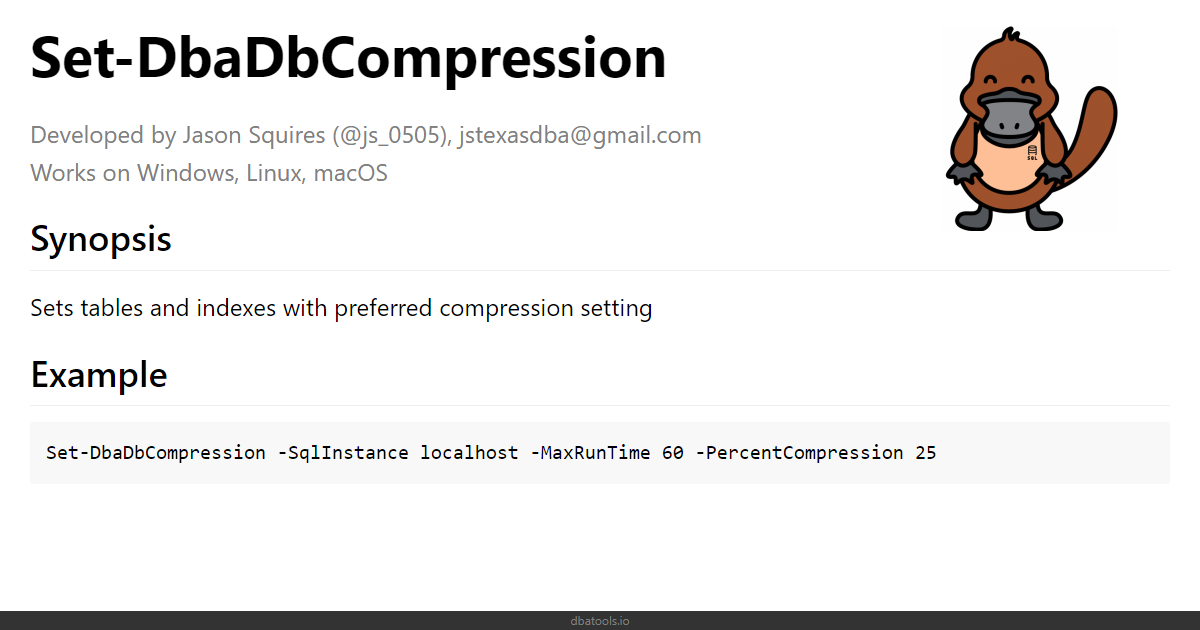 Set-DbaDbCompression
Developed by Jason Squires (@js_0505), jstexasdba@gmail.com
Works on Windows, Linux, macOS
SQL
Synopsis
Sets tables and indexes with preferred compression setting
Example
Set-DbaDbCompression -SqlInstance localhost -MaxRunTime 60 -PercentCompression 25
dbatools.io